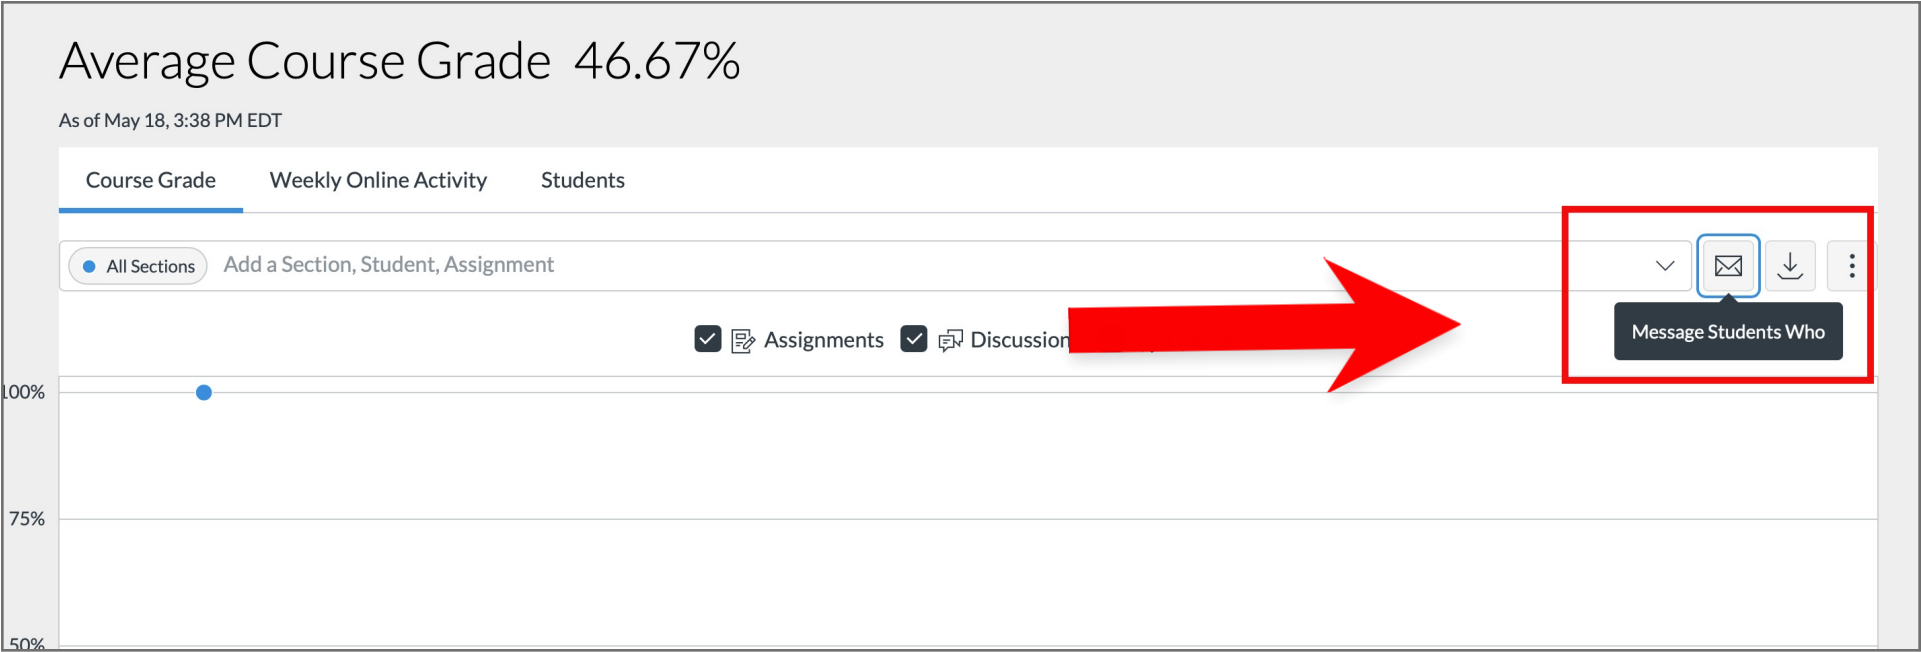 Average Course Grade 46.67%
As of May 18, 3:38 PM EDT
Course Grade Weekly Online Activity Students
All Sections Add a Section, Student, Assignment
Message Students Who
Assignments Discussion
100%
75%
50%